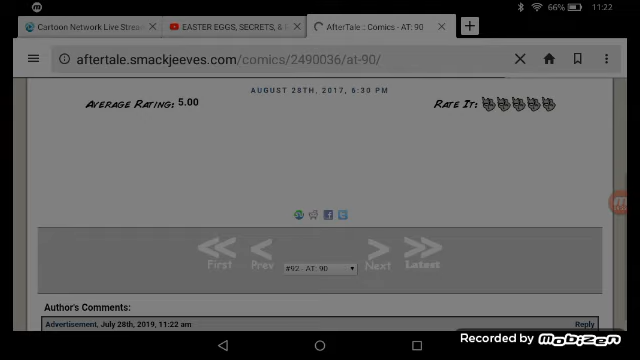 66% 11:22
Cartoon Network Live Stream
EASTER EGGS, SECRETS, &
AfterTale :: Comics - AT: 90
aftertale.smackjeeves.com/comics/2490036/at-90/
AUGUST 28TH, 2017, 6:30 PM
AVERAGE RATING: 5.00
RATE IT:
First
Prev
#92. AT: 90
Next
Latest
Author's Comments:
Advertisement, July 28th, 2019, 11:22 am
Reply
Recorded by Mobizen